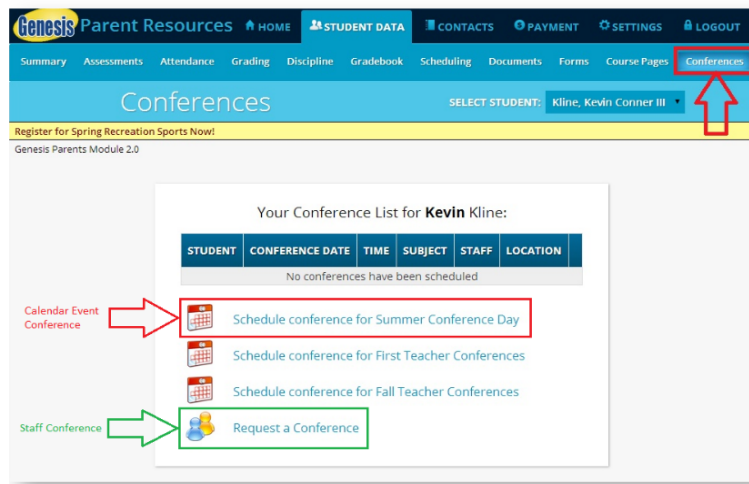 Genesis Parent Resources HOME STUDENT DATA CONTACTS PAYMENT SETTINGS LOGOUT
Summary Assessments Attendance Grading Discipline Gradebook Scheduling Documents Forms Course Pages Conferences
Conferences SELECT STUDENT: Kline, Kevin Conner III
Register for Spring Recreation Sports Now!
Genesis Parents Module 2.0
Your Conference List for Kevin Kline:
STUDENT CONFERENCE DATE TIME SUBJECT STAFF LOCATION
No conferences have been scheduled
Calendar Event
Conference
Schedule conference for Summer Conference Day
Schedule conference for First Teacher Conferences
Schedule conference for Fall Teacher Conferences
Staff Conference
Request a Conference